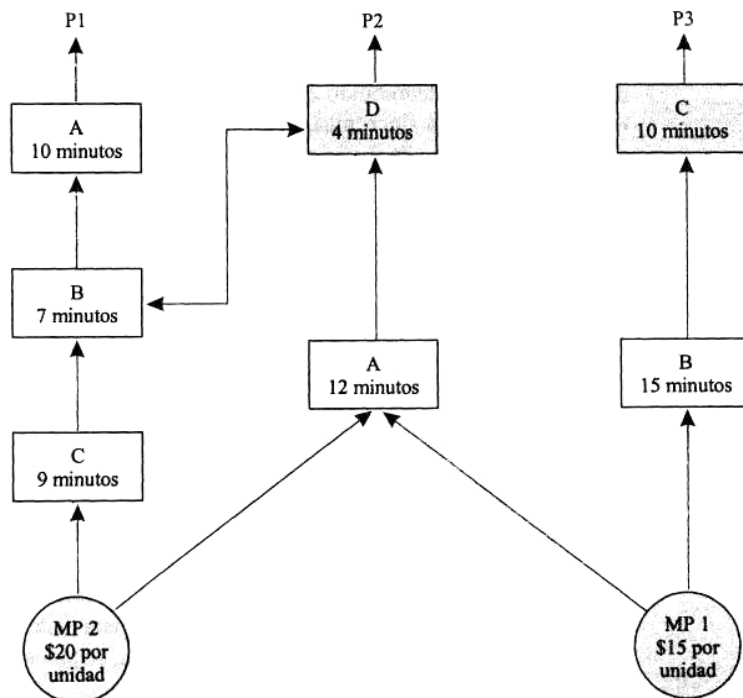 P1
P2
P3
A
10 minutos
D
4 minutos
C
10 minutos
B
7 minutos
A
12 minutos
B
15 minutos
C
9 minutos
MP 2
$20 por
unidad
MP 1
$15 por
unidad